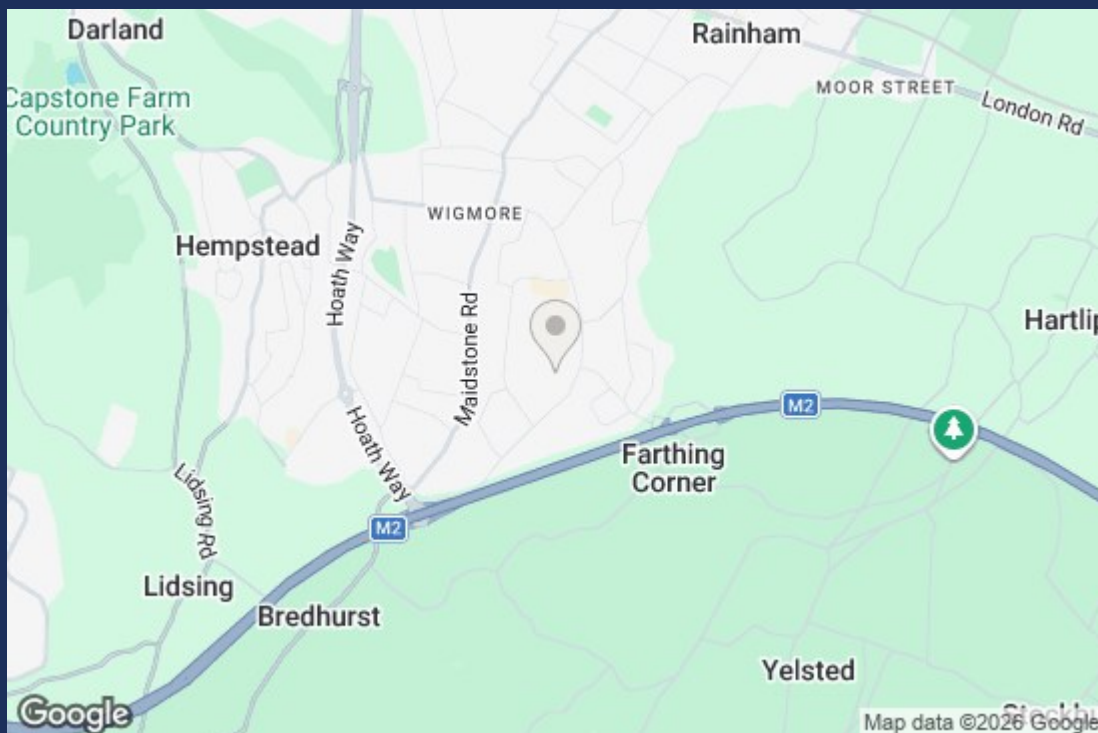 Darland
Rainham
Capstone Farm
Country Park
MOOR STREET
London Rd
WIGMORE
Hempstead
Hoath Way
Maidstone Rd
Hartlip
M2
Hoath Way
Farthing
Corner
Lidsing Rd
M2
Lidsing
Bredhurst
Yelsted
Google
Map data ©2026 Google